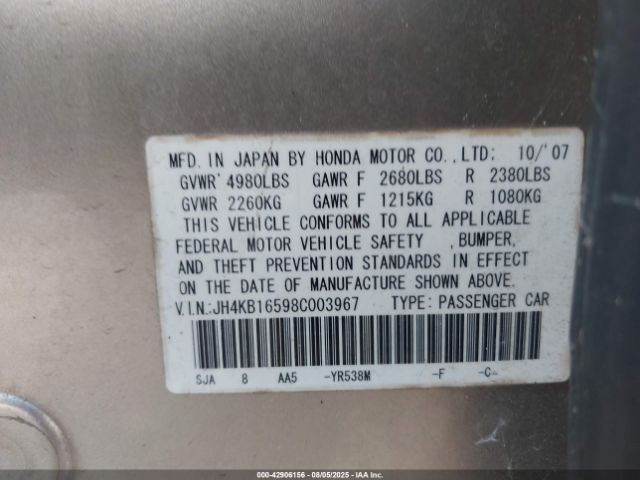 MFD. IN JAPAN BY HONDA MOTOR CO.,LTD: 10/'07
GVWR'4980LBS GAWR F 2680LBS R 2380LBS
GVWR 2260KG GAWR F 1215KG R 1080KG
THIS VEHICLE CONFORMS TO ALL APPLICABLE
FEDERAL MOTOR VEHICLE SAFETY ,BUMPER,
AND THEFT PREVENTION STANDARDS IN EFFECT
ON THE DATE OF MANUFACTURE SHOWN ABOVE.
V.I.N.:JH4KB16598C003967 TYPE: PASSENGER CAR
SJA 8 AA5 -YR538M -F -C-
000-42906156 - 08/05/2025 - IAA Inc.